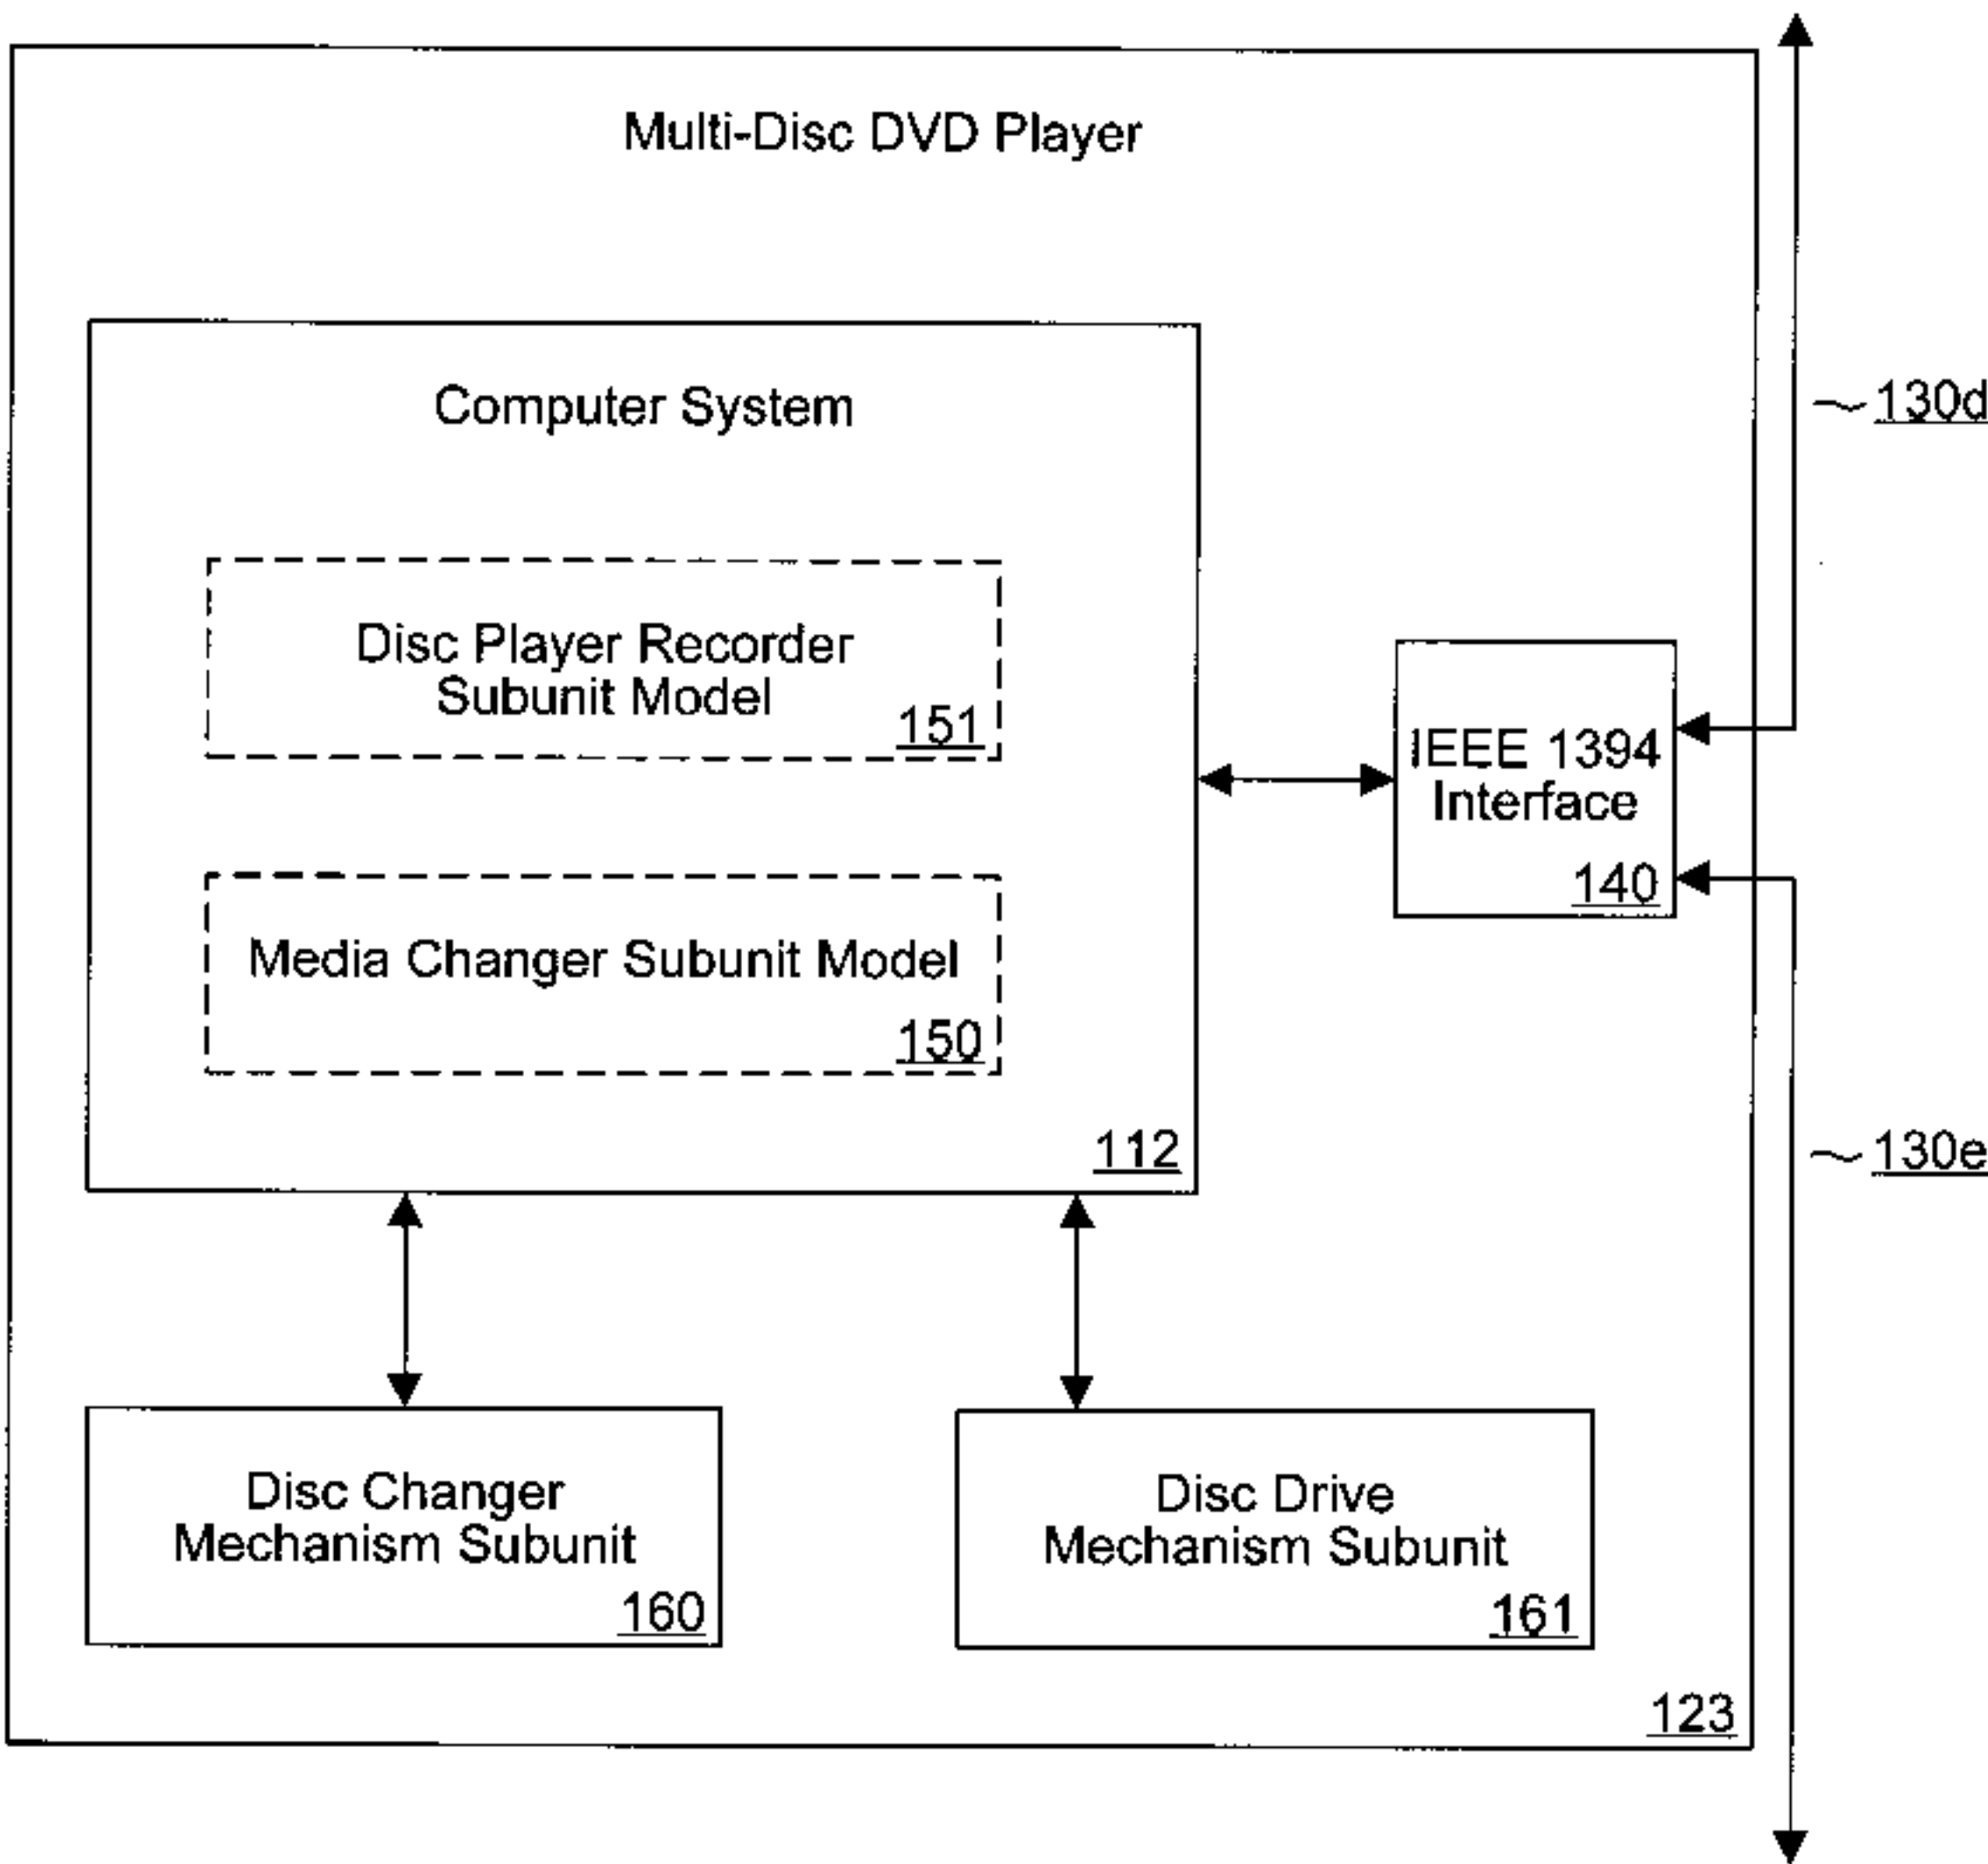 Multi-Disc DVD Player
Computer System
130d
Disc Player Recorder
Subunit Model
151
IEEE 1394
Interface
140
Media Changer Subunit Model
150
112
130e
Disc Changer
Mechanism Subunit
160
Disc Drive
Mechanism Subunit
161
123